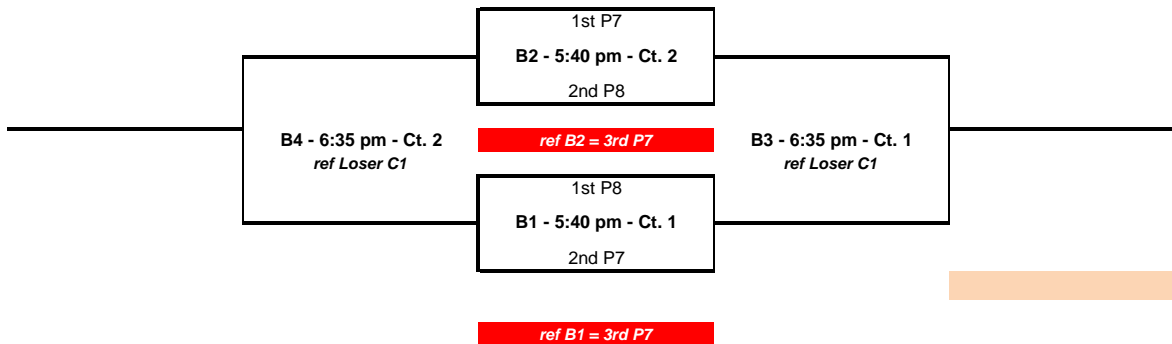 1st P7
B2 - 5:40 pm - Ct. 2
2nd P8
B4 - 6:35 pm - Ct. 2
ref Loser C1
ref B2 = 3rd P7
B3 - 6:35 pm - Ct. 1
ref Loser C1
1st P8
B1 - 5:40 pm - Ct. 1
2nd P7
ref B1 = 3rd P7